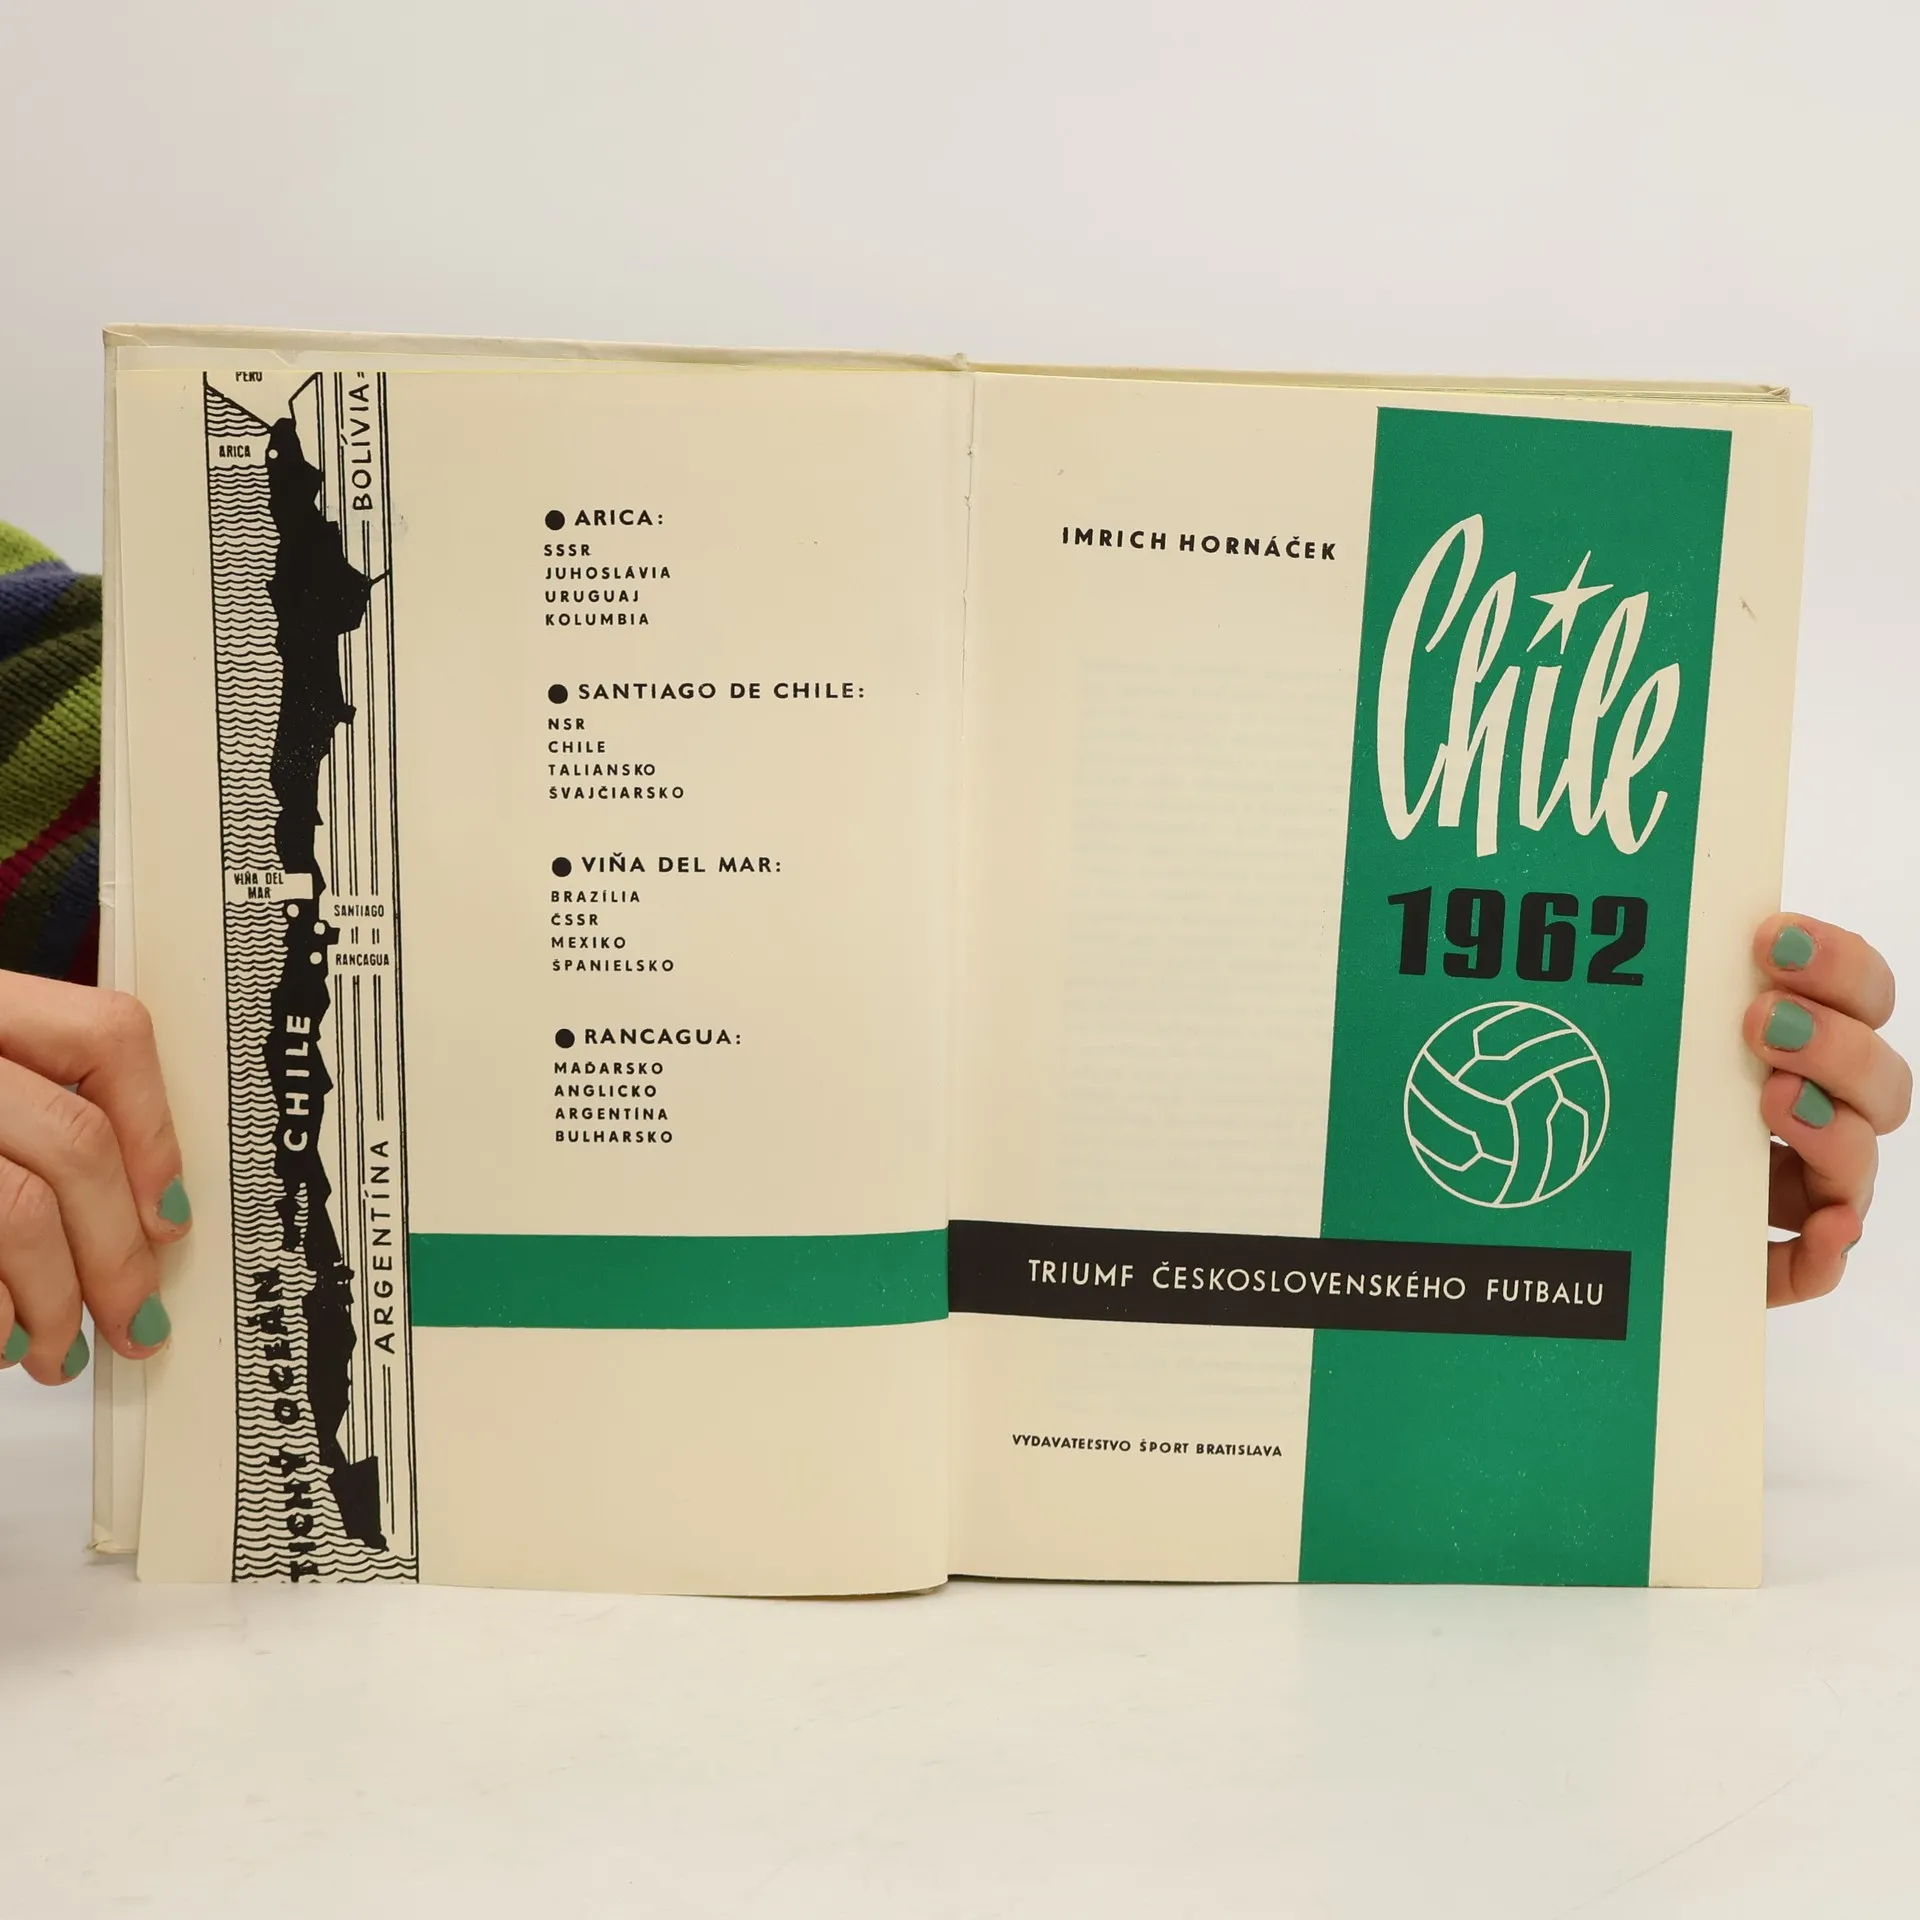 PERU
BOLÍVIA
ARICA
VIÑA DEL
MAR
SANTIAGO
RANCAGUA
CHILE
ARGENTÍNA
TICHÝ OCEÁN
ARICA:
SSSR
JUHOSLÁVIA
URUGUAJ
KOLUMBIA
SANTIAGO DE CHILE:
NSR
CHILE
TALIANSKO
ŠVAJČIARSKO
VIÑA DEL MAR:
BRAZÍLIA
ČSSR
MEXIKO
ŠPANIELSKO
RANCAGUA:
MAĎARSKO
ANGLICKO
ARGENTÍNA
BULHARSKO
IMRICH HORNÁČEK
Chile
1962
TRIUMF ČESKOSLOVENSKÉHO FUTBALU
VYDAVATEĽSTVO ŠPORT BRATISLAVA